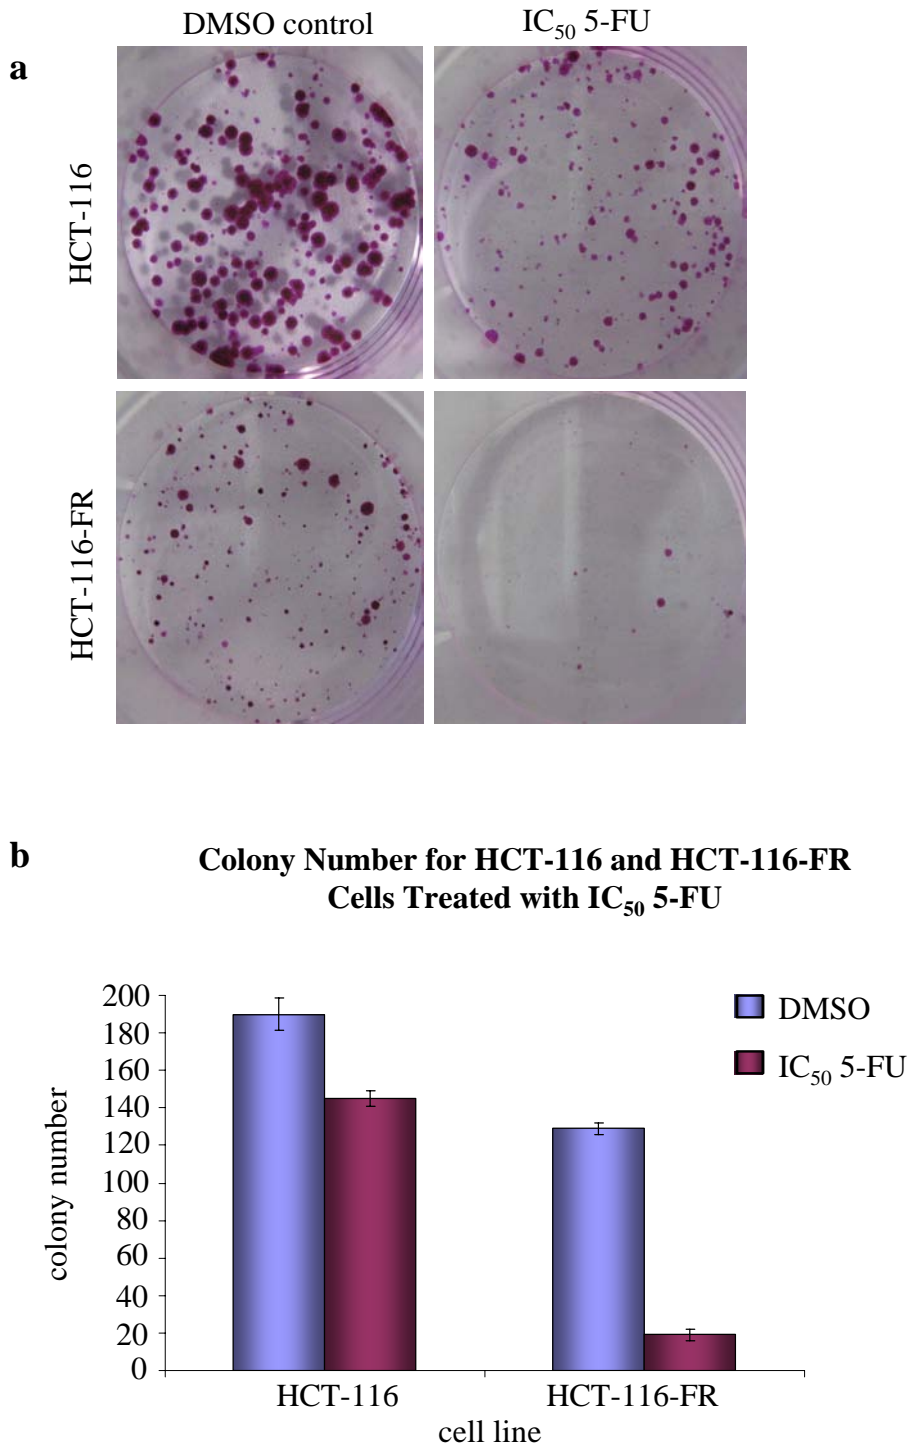 DMSO control
IC50 5-FU
a
HCT-116
HCT-116-FR
b
Colony Number for HCT-116 and HCT-116-FR
Cells Treated with IC50 5-FU
200
180
160
140
120
100
80
60
40
20
0
colony number
DMSO
IC50 5-FU
HCT-116
HCT-116-FR
cell line